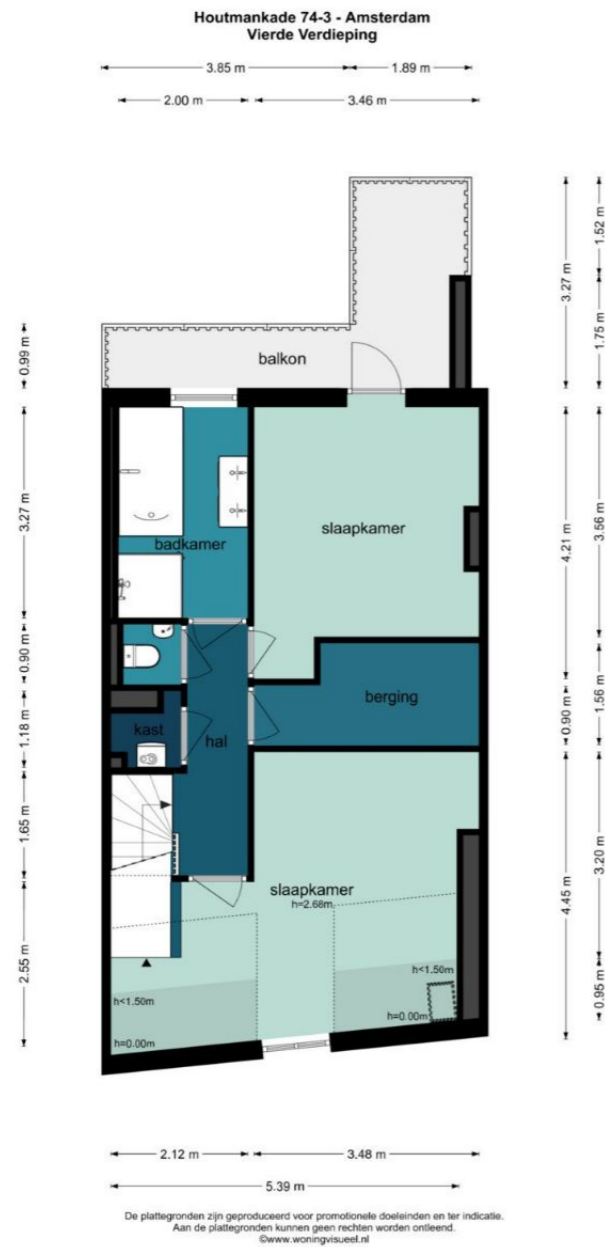 Houtmankade 74-3 - Amsterdam
Vierde Verdieping
3.85 m
1.89 m
2.00 m
3.46 m
0.99 m
3.27 m
1.52 m
1.75 m
balkon
3.27 m
badkamer
slaapkamer
4.21 m
3.56 m
0.90 m
1.18 m
kast
hal
berging
0.90 m
1.56 m
1.65 m
2.55 m
slaapkamer
h=2.68m
4.45 m
3.20 m
0.95 m
h<1.50m
h<1.50m
h=0.00m
h=0.00m
2.12 m
3.48 m
5.39 m
De plattegronden zijn geproduceerd voor promotionele doeleinden en ter indicatie.
Aan de plattegronden kunnen geen rechten worden ontleend.
©www.woningvisueel.nl